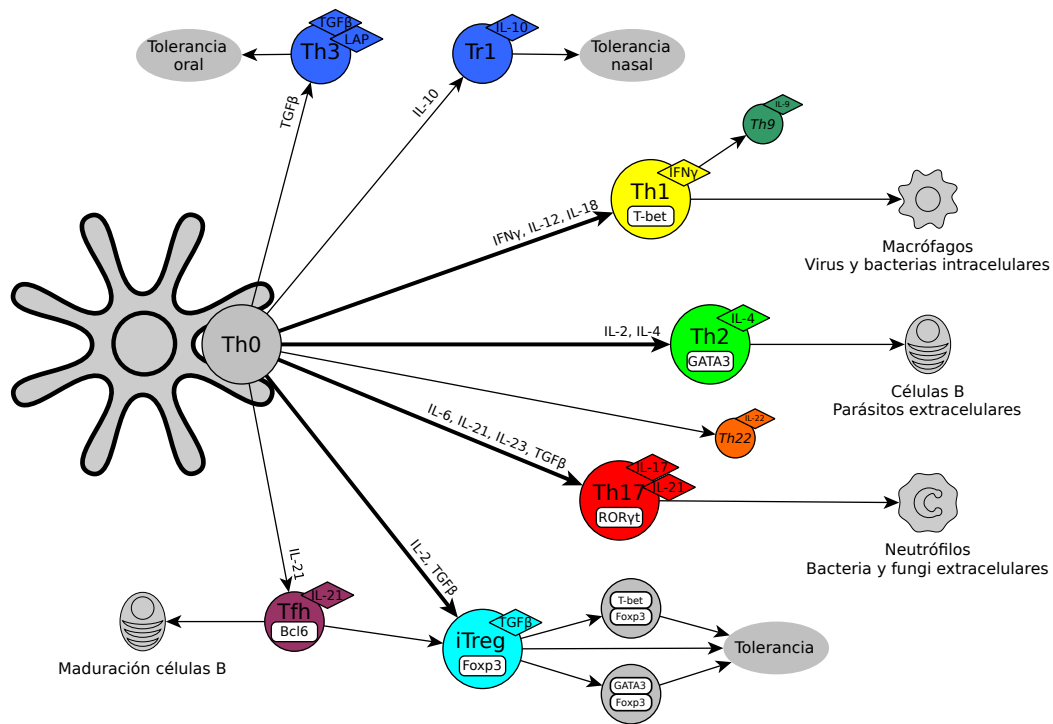 TGFβ
LAP
Th3
Tolerancia
oral
IL-10
Tr1
Tolerancia
nasal
TGFβ
IL-10
IL-9
Th9
IFNγ
Th1
T-bet
IFNγ, IL-12, IL-18
Macrófagos
Virus y bacterias intracelulares
Th0
IL-2, IL-4
IL-4
Th2
GATA3
Células B
Parásitos extracelulares
IL-22
Th22
IL-6, IL-21, IL-23, TGFβ
IL-17
IL-21
Th17
RORγt
Neutrófilos
Bacteria y fungi extracelulares
IL-21
IL-2, TGFβ
IL-21
Tfh
Bcl6
Maduración células B
TGFβ
iTreg
Foxp3
T-bet
Foxp3
Tolerancia
GATA3
Foxp3